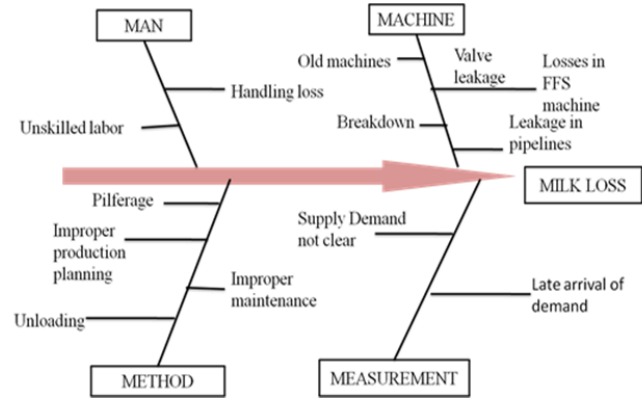 MAN
MACHINE
Old machines
Valve
leakage
Losses in
FFS
machine
Handling loss
Unskilled labor
Breakdown
Leakage in
pipelines
MILK LOSS
Pilferage
Improper
production
planning
Improper
maintenance
Unloading
Supply Demand
not clear
Late arrival of
demand
METHOD
MEASUREMENT